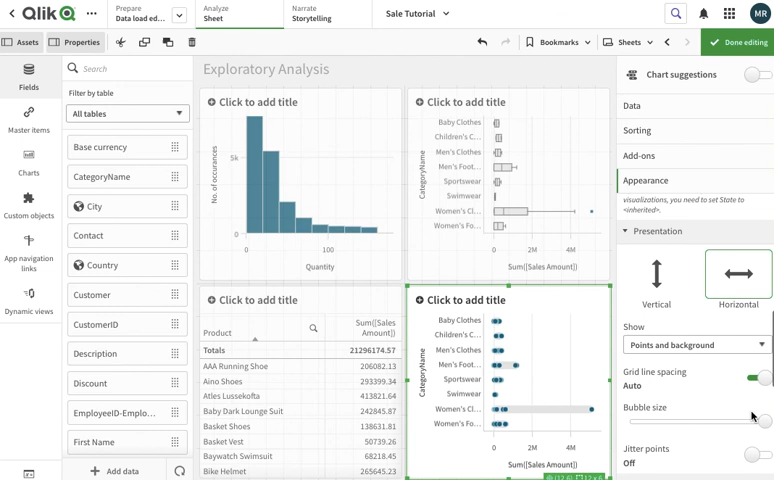 Qlik
Prepare
Data load ed...
Analyze
Sheet
Narrate
Storytelling
Sale Tutorial
MR
Assets
Properties
Bookmarks
Sheets
Done editing
Fields
Master items
Charts
Custom objects
App navigation
links
Dynamic views
Search
Filter by table
All tables
Base currency
CategoryName
City
Contact
Country
Customer
CustomerID
Description
Discount
EmployeeID-Emplo...
First Name
Add data
Exploratory Analysis
Click to add title
No. of occurances
5k
0
0
100
Quantity
Click to add title
CategoryName
Baby Clothes
Children's C...
Men's Clothes
Men's Foot...
Sportswear
Swimwear
Women's Cl...
Women's Fo...
0
2M
4M
Sum([Sales Amount])
Click to add title
Product
Sum([Sales
Amount])
Totals
21296174.57
AAA Running Shoe
206082.13
Aino Shoes
293399.34
Atles Lussekofta
413821.64
Baby Dark Lounge Suit
242845.87
Basket Shoes
138631.81
Basket Vest
50739.26
Baywatch Swimsuit
68218.45
Bike Helmet
265645.23
Click to add title
CategoryName
Baby Clothes
Children's C...
Men's Clothes
Men's Foot...
Sportswear
Swimwear
Women's Cl...
Women's Fo...
0
2M
4M
Sum([Sales Amount])
Chart suggestions
Data
Sorting
Add-ons
Appearance
visualizations, you need to set State to
<inherited>.
Presentation
Vertical
Horizontal
Show
Points and background
Grid line spacing
Auto
Bubble size
Jitter points
Off